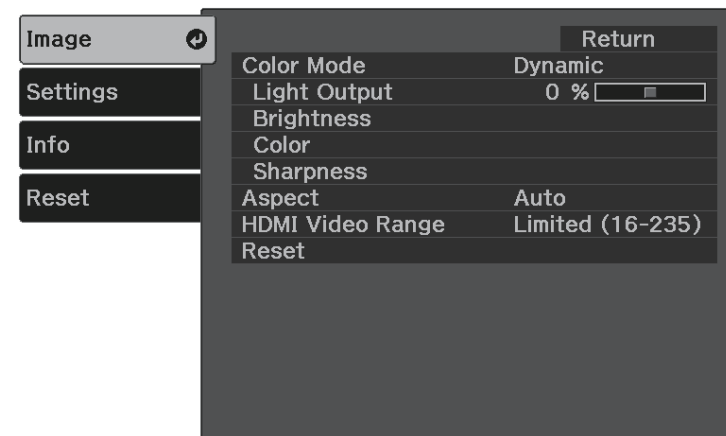 Image
Settings
Info
Reset
Return
Color Mode Dynamic
Light Output 0 %
Brightness
Color
Sharpness
Aspect Auto
HDMI Video Range Limited (16-235)
Reset